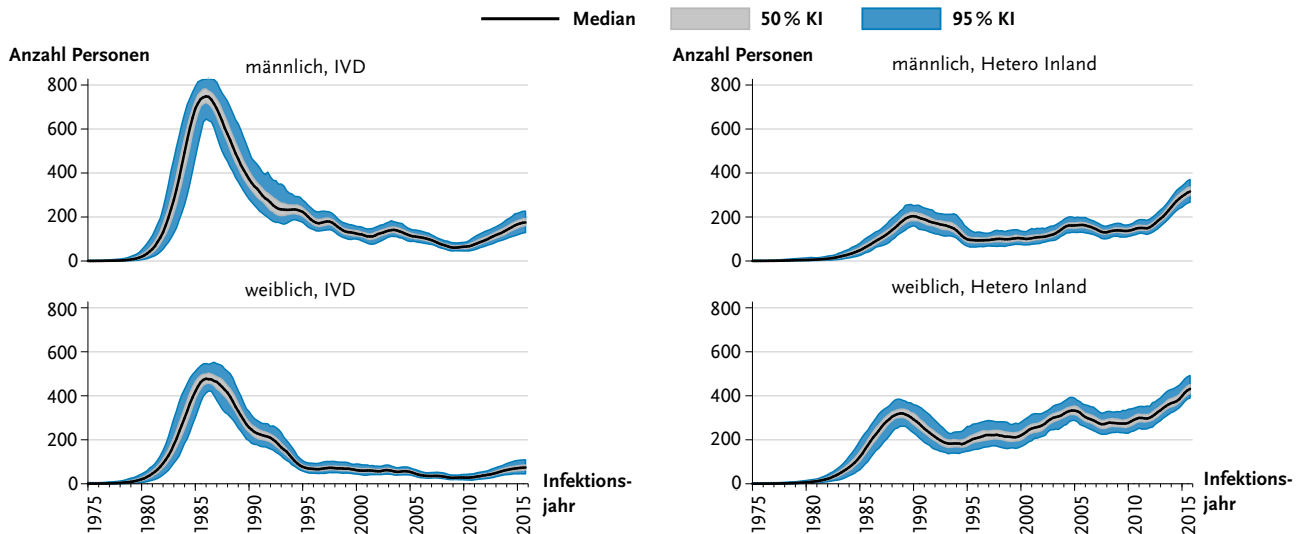 Median 50 % KI 95 % KI
Anzahl Personen
männlich, IVD
800
600
400
200
0
weiblich, IVD
800
600
400
200
0
1975 1980 1985 1990 1995 2000 2005 2010 2015
Infektions-
jahr
Anzahl Personen
männlich, Hetero Inland
800
600
400
200
0
weiblich, Hetero Inland
800
600
400
200
0
1975 1980 1985 1990 1995 2000 2005 2010 2015
Infektions-
jahr